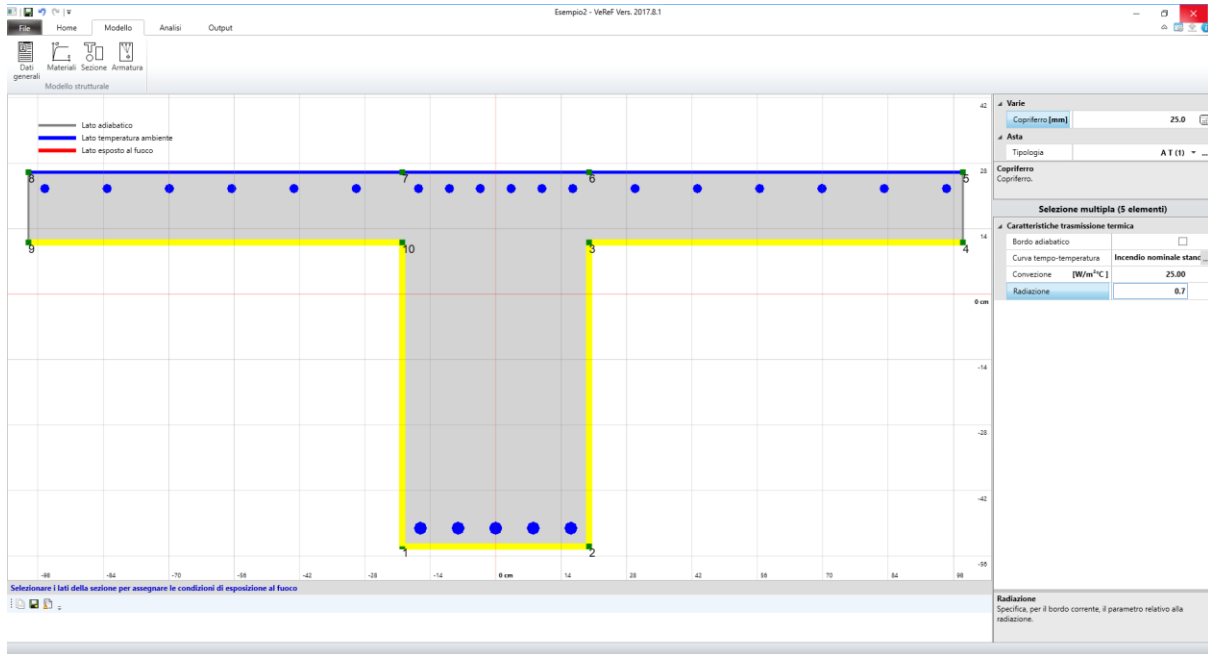 Esempio2 - VeReF Vers. 2017.8.1
File Home Modello Analisi Output
Dati generali Materiali Sezione Armatura
Modello strutturale
Lato adiabatico
Lato temperatura ambiente
Lato esposto al fuoco
8 7 6 5
9 10 3 4
1 2
42
28
14
0 cm
-14
-28
-42
-56
-98 -84 -70 -56 -42 -28 -14 0 cm 14 28 42 56 70 84 98
Selezionare i lati della sezione per assegnare le condizioni di esposizione al fuoco
Varie
Copriferro [mm] 25.0
Asta
Tipologia A T (1) ...
Copriferro
Copriferro.
Selezione multipla (5 elementi)
Caratteristiche trasmissione termica
Bordo adiabatico
Curva tempo-temperatura Incendio nominale stanc ...
Convezione [W/m²°C ] 25.00
Radiazione 0.7
Radiazione
Specifica, per il bordo corrente, il parametro relativo alla
radiazione.